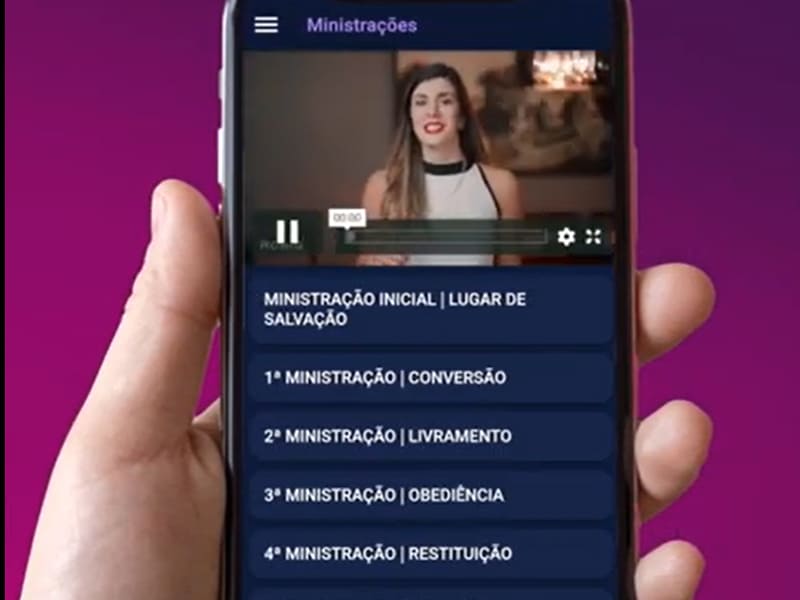 Ministrações
00:00
MINISTRAÇÃO INICIAL | LUGAR DE
SALVAÇÃO
1ª MINISTRAÇÃO | CONVERSÃO
2ª MINISTRAÇÃO | LIVRAMENTO
3ª MINISTRAÇÃO | OBEDIÊNCIA
4ª MINISTRAÇÃO | RESTITUIÇÃO